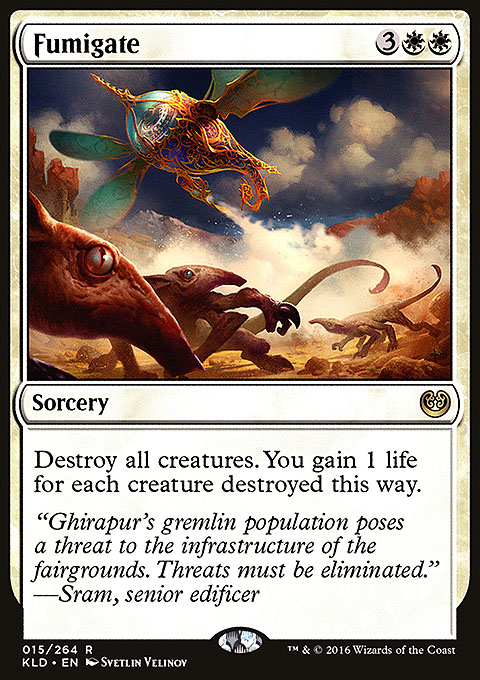 Fumigate 3
Sorcery
Destroy all creatures. You gain 1 life
for each creature destroyed this way.
“Ghirapur’s gremlin population poses
a threat to the infrastructure of the
fairgrounds. Threats must be eliminated.”
—Sram, senior edificer
015/264 R
KLD • EN Svetlin Velinov
™ & © 2016 Wizards of the Coast